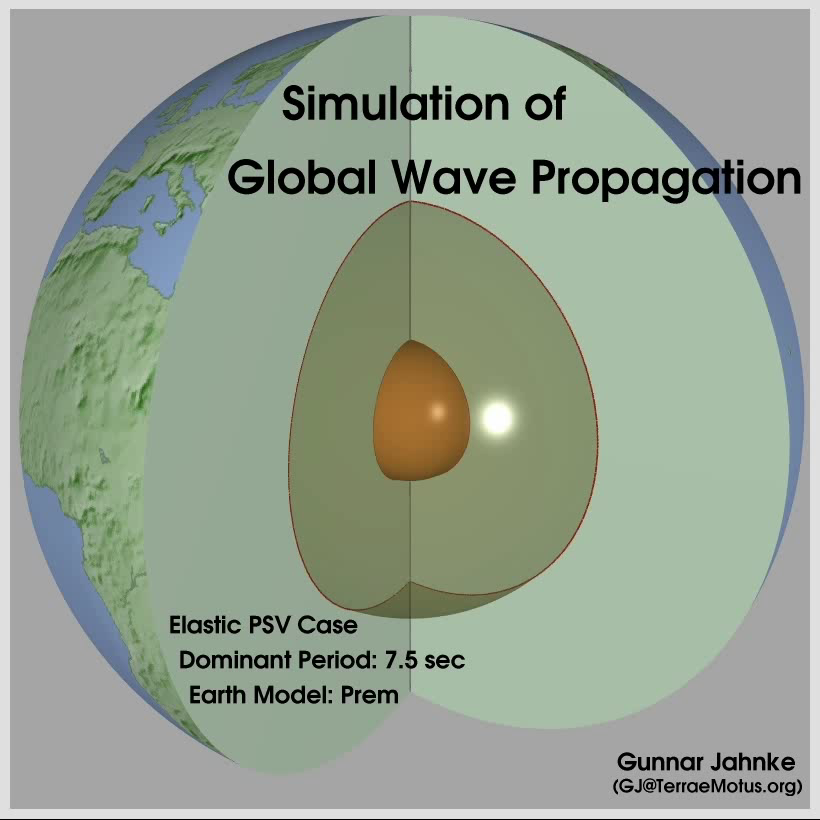 Simulation of
Global Wave Propagation
Elastic PSV Case
Dominant Period: 7.5 sec
Earth Model: Prem
Gunnar Jahnke
(GJ@TerraeMotus.org)